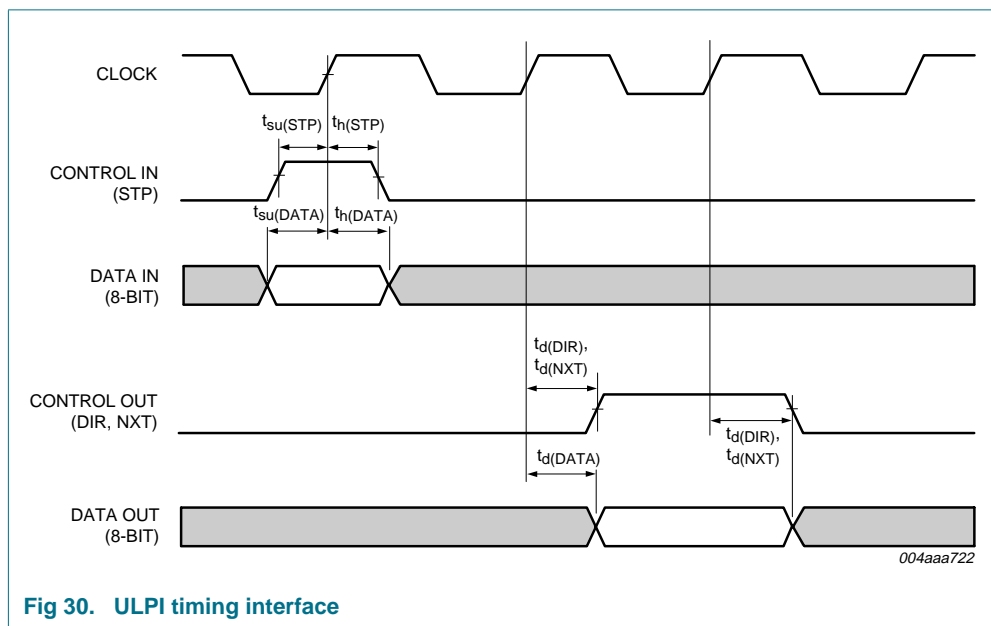 CLOCK
tsu(STP) th(STP)
CONTROL IN
(STP)
tsu(DATA) th(DATA)
DATA IN
(8-BIT)
td(DIR),
td(NXT)
CONTROL OUT
(DIR, NXT)
td(DIR),
td(NXT)
td(DATA)
DATA OUT
(8-BIT)
004aaa722
Fig 30. ULPI timing interface